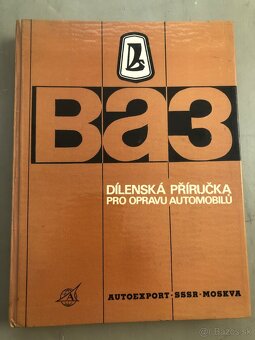 ВаЗ
DÍLENSKÁ PŘÍRUČKA
PRO OPRAVU AUTOMOBILŮ
AUTOEXPORT·SSSR·MOSKVA